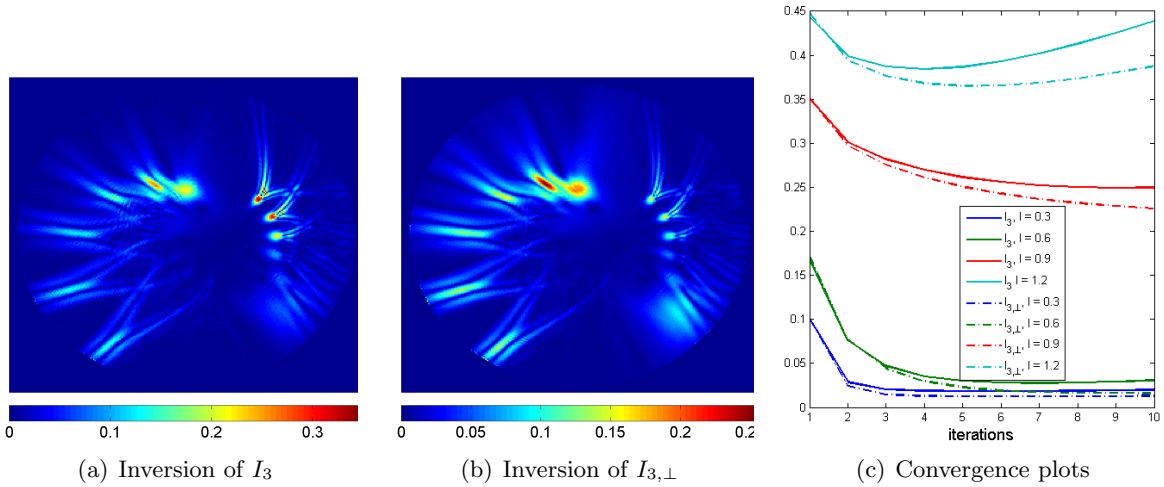 0 0.1 0.2 0.3
(a) Inversion of I₃
0 0.05 0.1 0.15 0.2 0.25
(b) Inversion of I₃,⊥
0.45
0.4
0.35
0.3
0.25
0.2
0.15
0.1
0.05
0
I₃, I = 0.3
I₃, I = 0.6
I₃, I = 0.9
I₃ I = 1.2
I₃,⊥, I = 0.3
I₃,⊥, I = 0.6
I₃,⊥, I = 0.9
I₃,⊥, I = 1.2
1 2 3 4 5 6 7 8 9 10
iterations
(c) Convergence plots